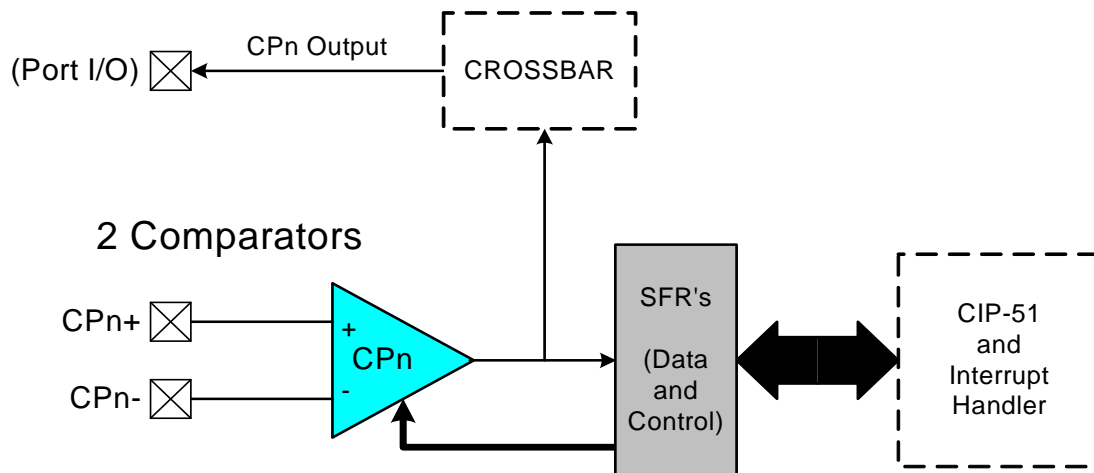 CPn Output
(Port I/O)
CROSSBAR
2 Comparators
CPn+
CPn-
+
CPn
-
SFR's
(Data
and
Control)
CIP-51
and
Interrupt
Handler